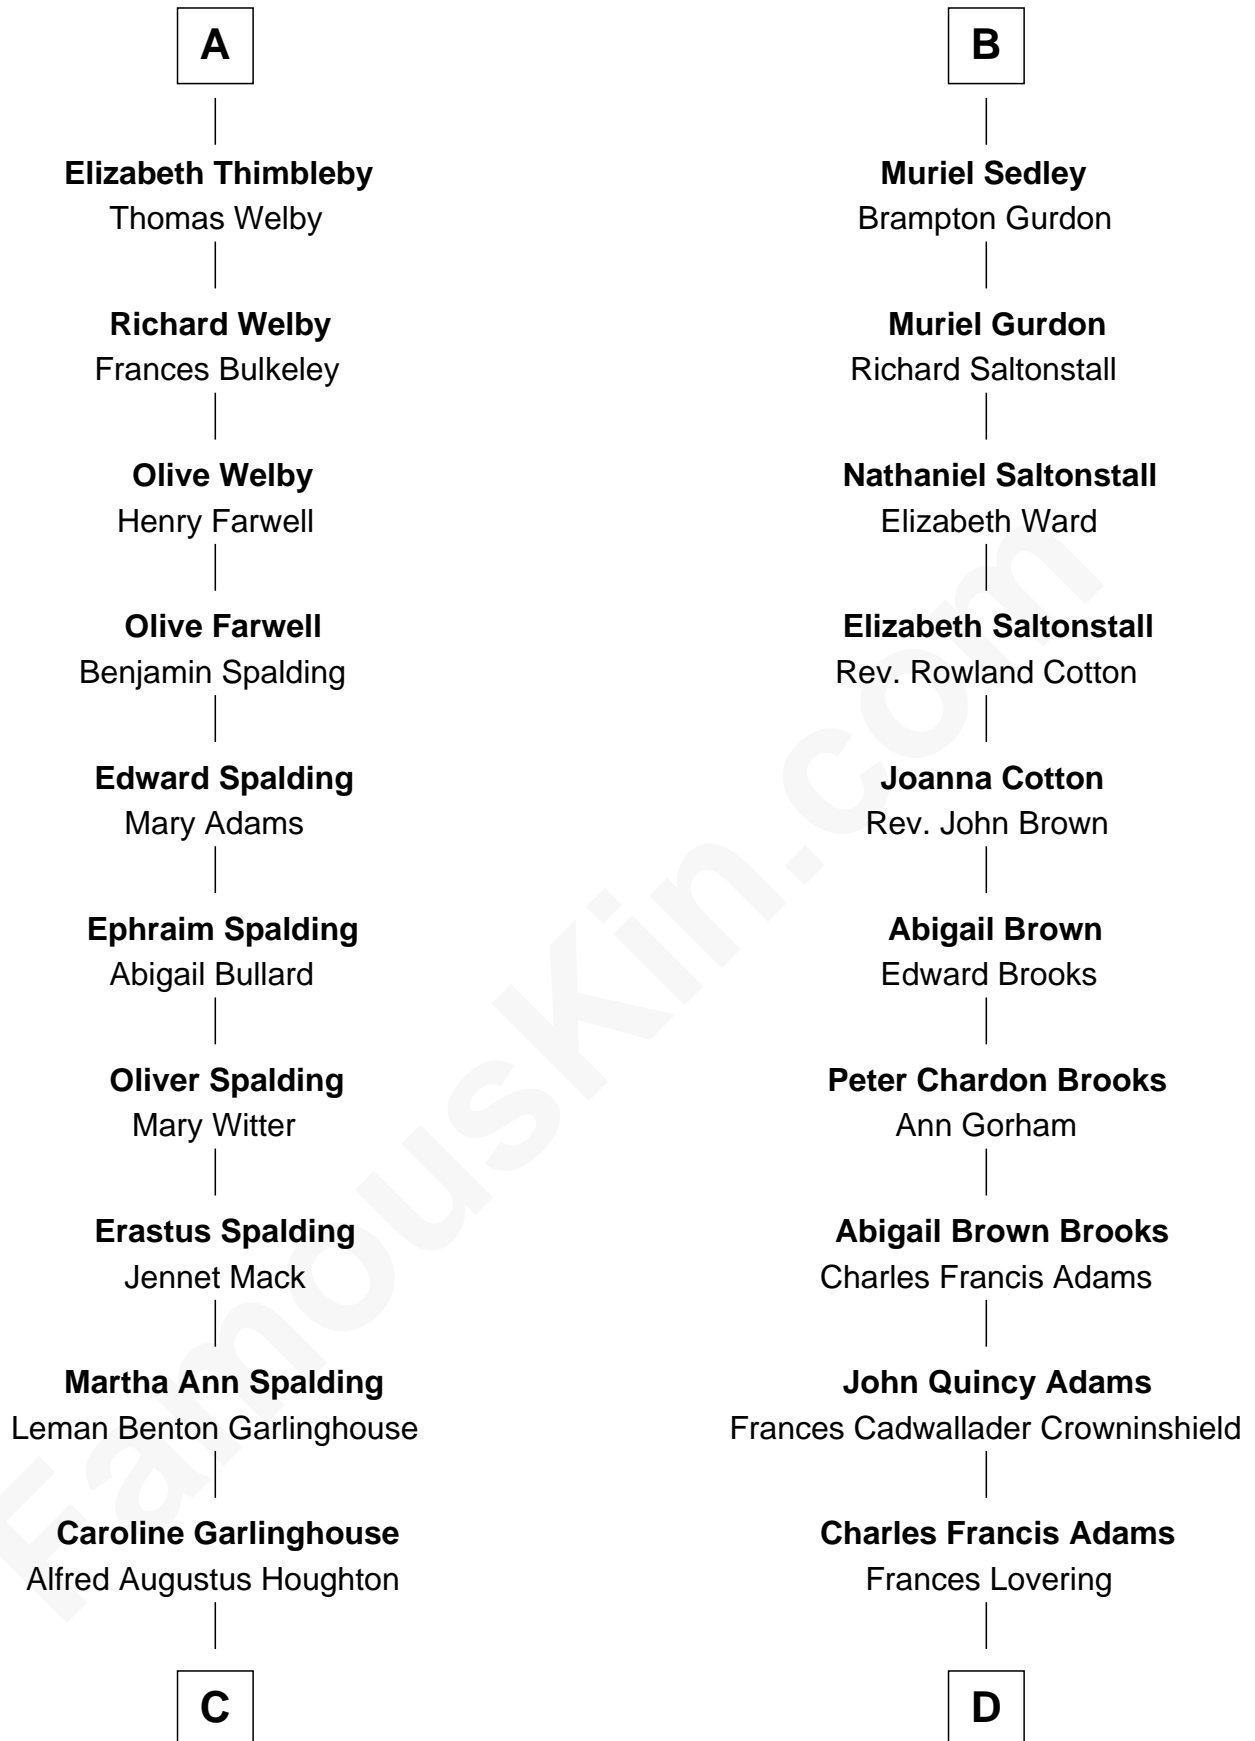 A
Elizabeth Thimbleby
Thomas Welby
Richard Welby
Frances Bulkeley
Olive Welby
Henry Farwell
Olive Farwell
Benjamin Spalding
Edward Spalding
Mary Adams
Ephraim Spalding
Abigail Bullard
Oliver Spalding
Mary Witter
Erastus Spalding
Jennet Mack
Martha Ann Spalding
Leman Benton Garlinghouse
Caroline Garlinghouse
Alfred Augustus Houghton
C
B
Muriel Sedley
Brampton Gurdon
Muriel Gurdon
Richard Saltonstall
Nathaniel Saltonstall
Elizabeth Ward
Elizabeth Saltonstall
Rev. Rowland Cotton
Joanna Cotton
Rev. John Brown
Abigail Brown
Edward Brooks
Peter Chardon Brooks
Ann Gorham
Abigail Brown Brooks
Charles Francis Adams
John Quincy Adams
Frances Cadwallader Crowninshield
Charles Francis Adams
Frances Lovering
D
FamousKin.com